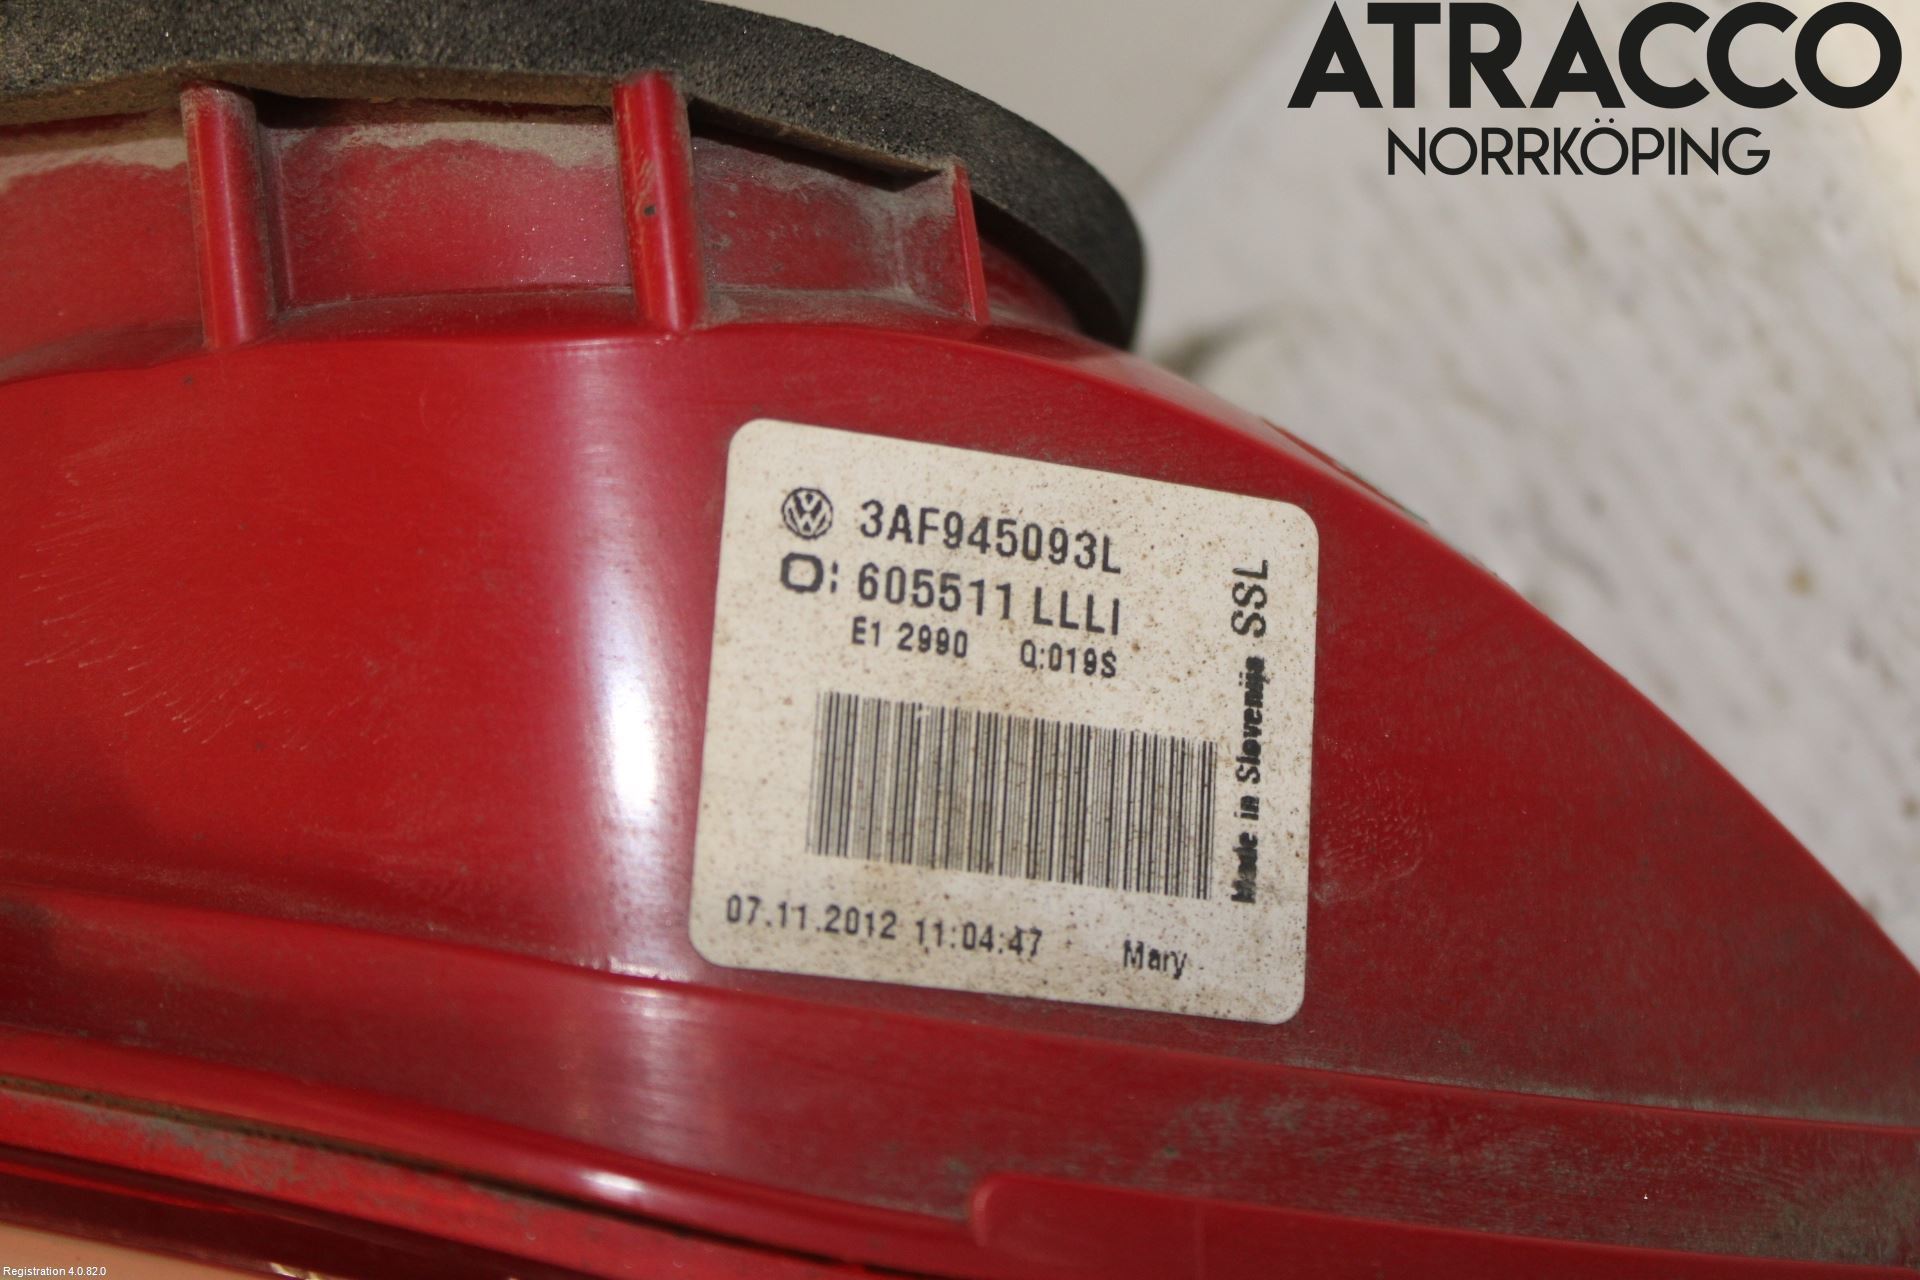 ATRACCO
NORRKÖPING
3AF945093L
O: 605511 LLLI
E1 2990 Q:019S
Made in Slovenija SSL
07.11.2012 11:04:47 Mary
Registration 4.0.82.0